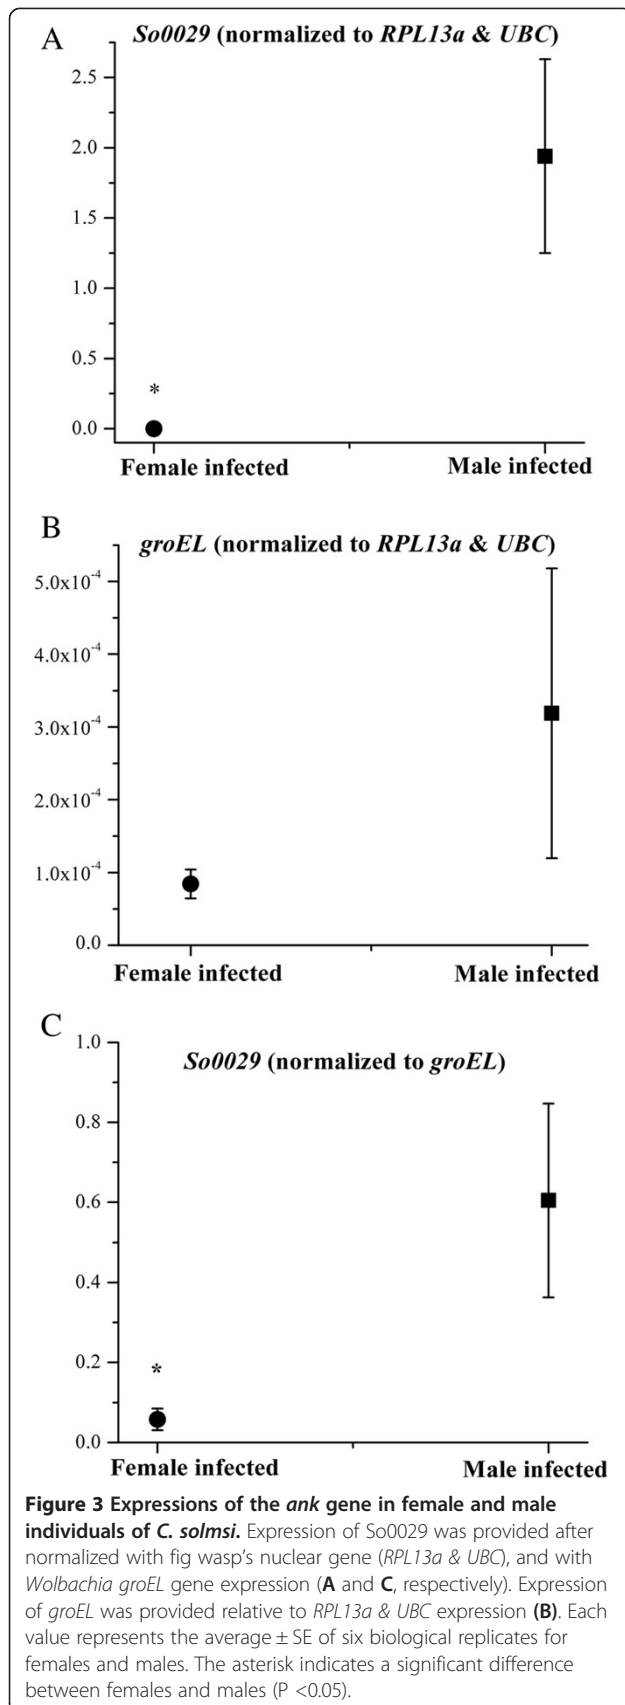 A
So0029 (normalized to RPL13a & UBC)
2.5
2.0
1.5
1.0
0.5
*
0.0
Female infected Male infected
B
groEL (normalized to RPL13a & UBC)
5.0x10⁻⁴
4.0x10⁻⁴
3.0x10⁻⁴
2.0x10⁻⁴
1.0x10⁻⁴
0.0
Female infected Male infected
C
1.0
So0029 (normalized to groEL)
0.8
0.6
0.4
0.2
*
0.0
Female infected Male infected
Figure 3 Expressions of the ank gene in female and male
individuals of C. solmsi. Expression of So0029 was provided after
normalized with fig wasp's nuclear gene (RPL13a & UBC), and with
Wolbachia groEL gene expression (A and C, respectively). Expression
of groEL was provided relative to RPL13a & UBC expression (B). Each
value represents the average ± SE of six biological replicates for
females and males. The asterisk indicates a significant difference
between females and males (P <0.05).